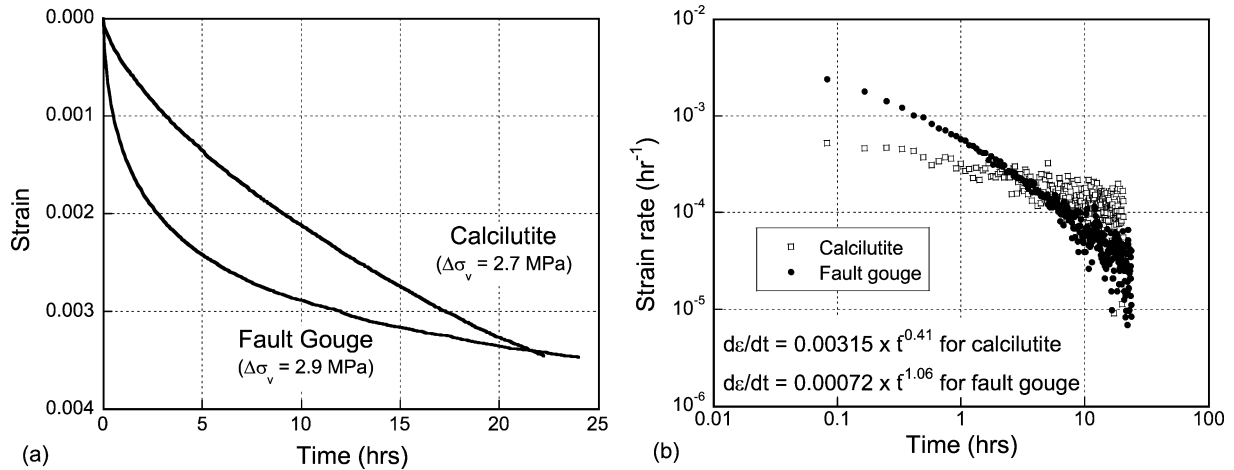 0.000
0.001
0.002
0.003
0.004
Strain
0 5 10 15 20 25
Time (hrs)
Calcilutite
(Δσv = 2.7 MPa)
Fault Gouge
(Δσv = 2.9 MPa)
(a)
10-2
10-3
10-4
10-5
10-6
Strain rate (hr-1)
0.01 0.1 1 10 100
Time (hrs)
Calcilutite
Fault gouge
dε/dt = 0.00315 x t0.41 for calcilutite
dε/dt = 0.00072 x t1.06 for fault gouge
(b)